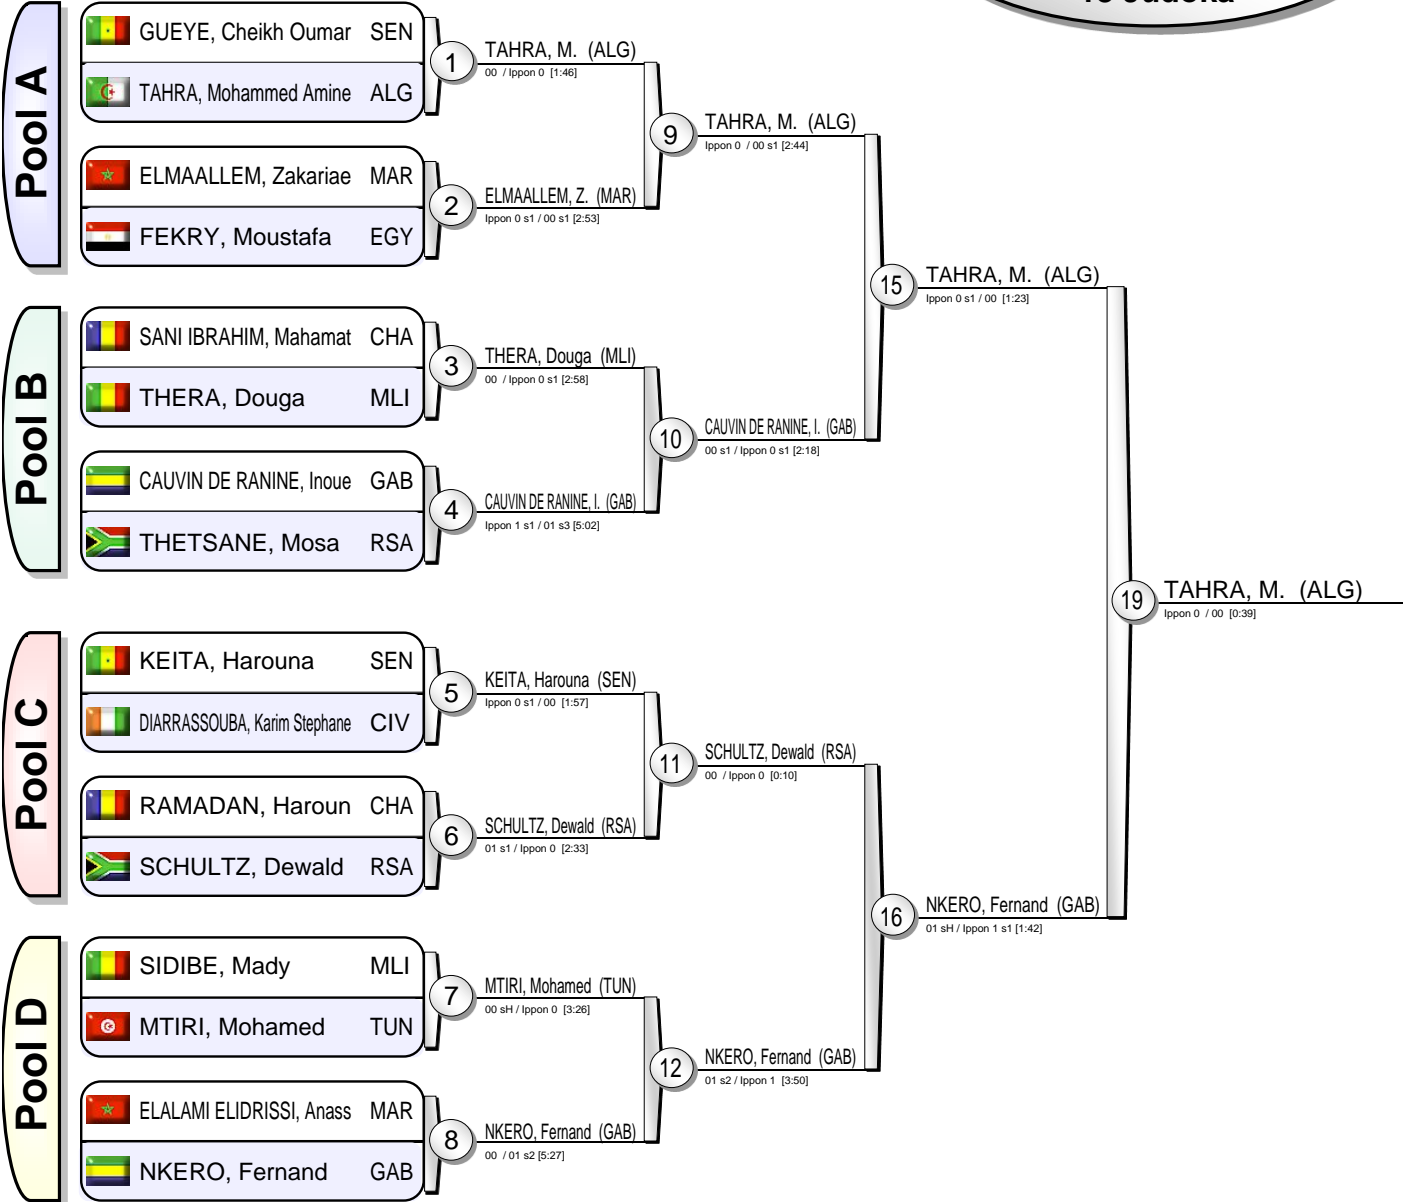 16 Judoka
Pool A
GUEYE, Cheikh Oumar SEN
TAHRA, Mohammed Amine ALG
1
TAHRA, M. (ALG)
00 / Ippon 0 [1:46]
ELMAALLEM, Zakariae MAR
FEKRY, Moustafa EGY
2
ELMAALLEM, Z. (MAR)
Ippon 0 s1 / 00 s1 [2:53]
9
TAHRA, M. (ALG)
Ippon 0 / 00 s1 [2:44]
Pool B
SANI IBRAHIM, Mahamat CHA
THERA, Douga MLI
3
THERA, Douga (MLI)
00 / Ippon 0 s1 [2:58]
CAUVIN DE RANINE, Inoue GAB
THETSANE, Mosa RSA
4
CAUVIN DE RANINE, I. (GAB)
Ippon 1 s1 / 01 s3 [5:02]
10
CAUVIN DE RANINE, I. (GAB)
00 s1 / Ippon 0 s1 [2:18]
15
TAHRA, M. (ALG)
Ippon 0 s1 / 00 [1:23]
Pool C
KEITA, Harouna SEN
DIARRASSOUBA, Karim Stephane CIV
5
KEITA, Harouna (SEN)
Ippon 0 s1 / 00 [1:57]
RAMADAN, Haroun CHA
SCHULTZ, Dewald RSA
6
SCHULTZ, Dewald (RSA)
01 s1 / Ippon 0 [2:33]
11
SCHULTZ, Dewald (RSA)
00 / Ippon 0 [0:10]
Pool D
SIDIBE, Mady MLI
MTIRI, Mohamed TUN
7
MTIRI, Mohamed (TUN)
00 sH / Ippon 0 [3:26]
ELALAMI ELIDRISSI, Anass MAR
NKERO, Fernand GAB
8
NKERO, Fernand (GAB)
00 / 01 s2 [5:27]
12
NKERO, Fernand (GAB)
01 s2 / Ippon 1 [3:50]
16
NKERO, Fernand (GAB)
01 sH / Ippon 1 s1 [1:42]
19
TAHRA, M. (ALG)
Ippon 0 / 00 [0:39]